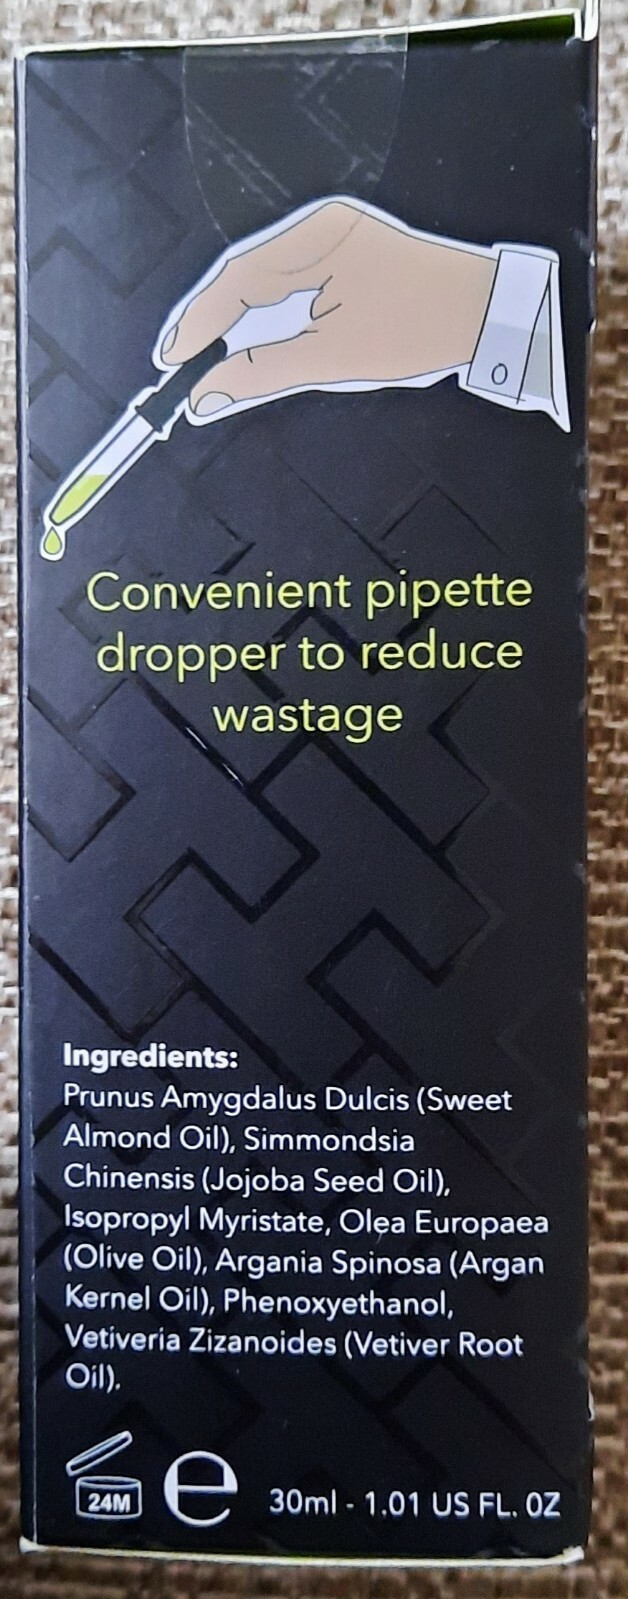 Convenient pipette
dropper to reduce
wastage
Ingredients:
Prunus Amygdalus Dulcis (Sweet
Almond Oil), Simmondsia
Chinensis (Jojoba Seed Oil),
Isopropyl Myristate, Olea Europaea
(Olive Oil), Argania Spinosa (Argan
Kernel Oil), Phenoxyethanol,
Vetiveria Zizanoides (Vetiver Root
Oil).
24M e 30ml - 1.01 US FL. OZ